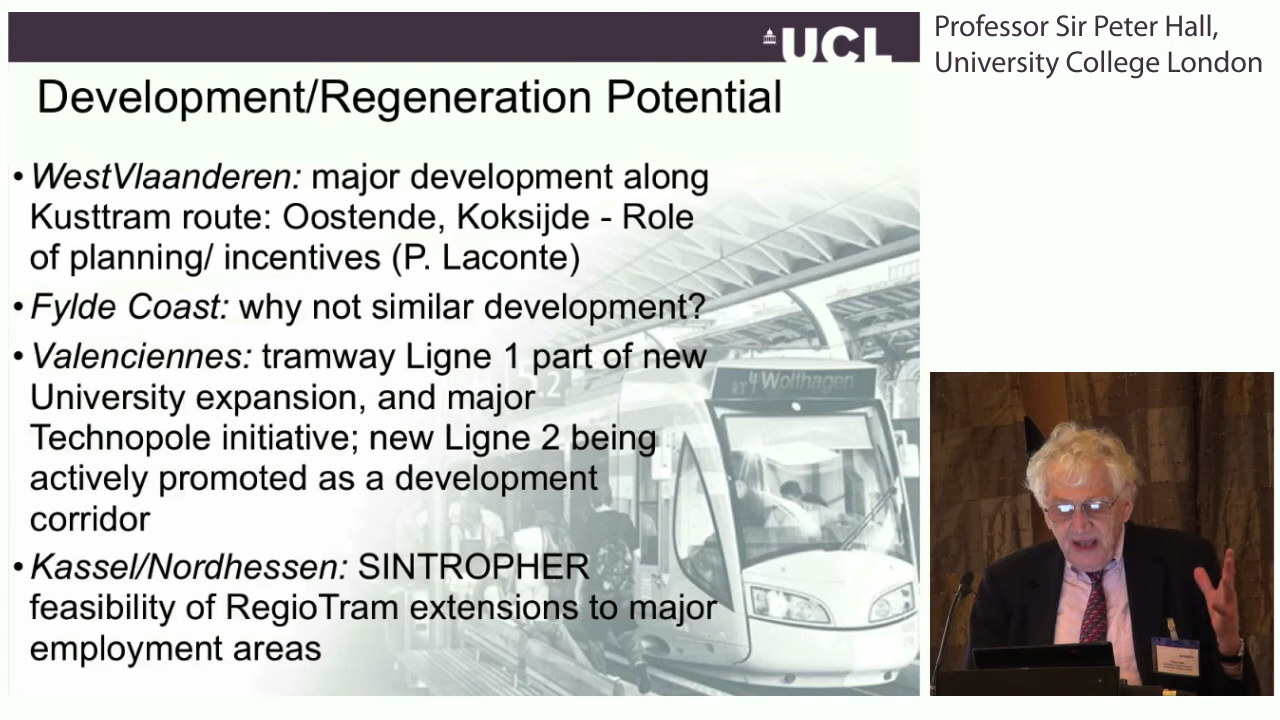 UCL
Professor Sir Peter Hall,
University College London
Development/Regeneration Potential
• WestVlaanderen: major development along
Kusttram route: Oostende, Koksijde - Role
of planning/ incentives (P. Laconte)
• Fylde Coast: why not similar development?
• Valenciennes: tramway Ligne 1 part of new
University expansion, and major
Technopole initiative; new Ligne 2 being
actively promoted as a development
corridor
• Kassel/Nordhessen: SINTROPHER
feasibility of RegioTram extensions to major
employment areas
Wolfhagen